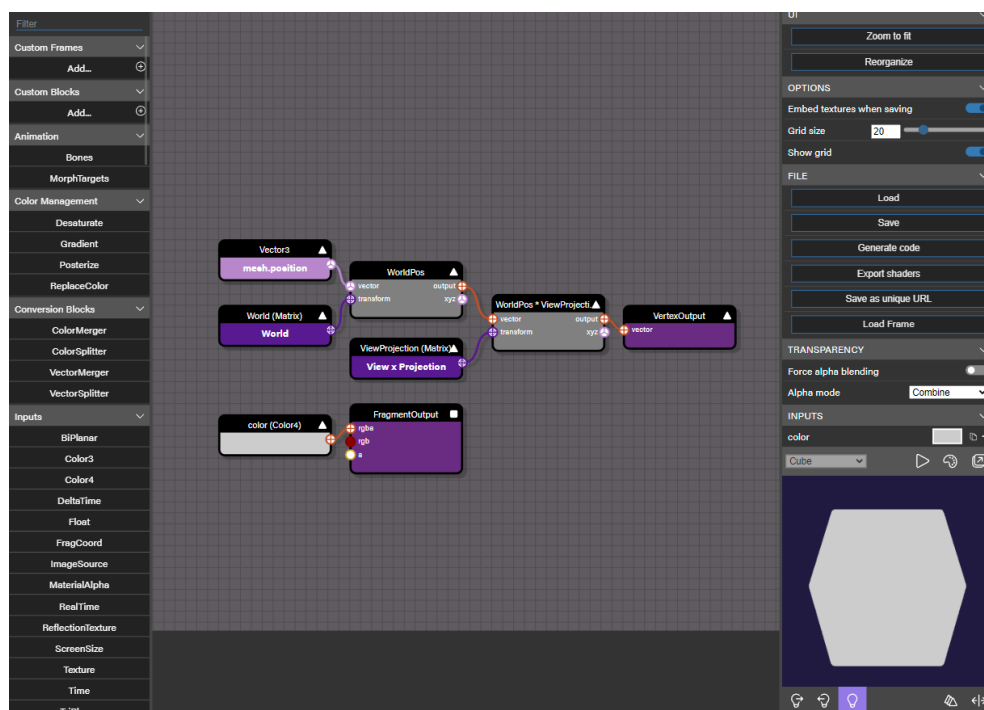 Filter
Custom Frames
Add...
Custom Blocks
Add...
Animation
Bones
MorphTargets
Color Management
Desaturate
Gradient
Posterize
ReplaceColor
Conversion Blocks
ColorMerger
ColorSplitter
VectorMerger
VectorSplitter
Inputs
BiPlanar
Color3
Color4
DeltaTime
Float
FragCoord
ImageSource
MaterialAlpha
RealTime
ReflectionTexture
ScreenSize
Texture
Time
Vector3
mesh.position
World (Matrix)
World
WorldPos
vector output
transform xyz
ViewProjection (Matrix)
View x Projection
WorldPos * ViewProjecti...
vector output
transform xyz
VertexOutput
vector
color (Color4)
FragmentOutput
rgba
rgb
a
UI
Zoom to fit
Reorganize
OPTIONS
Embed textures when saving
Grid size 20
Show grid
FILE
Load
Save
Generate code
Export shaders
Save as unique URL
Load Frame
TRANSPARENCY
Force alpha blending
Alpha mode Combine
INPUTS
color
Cube